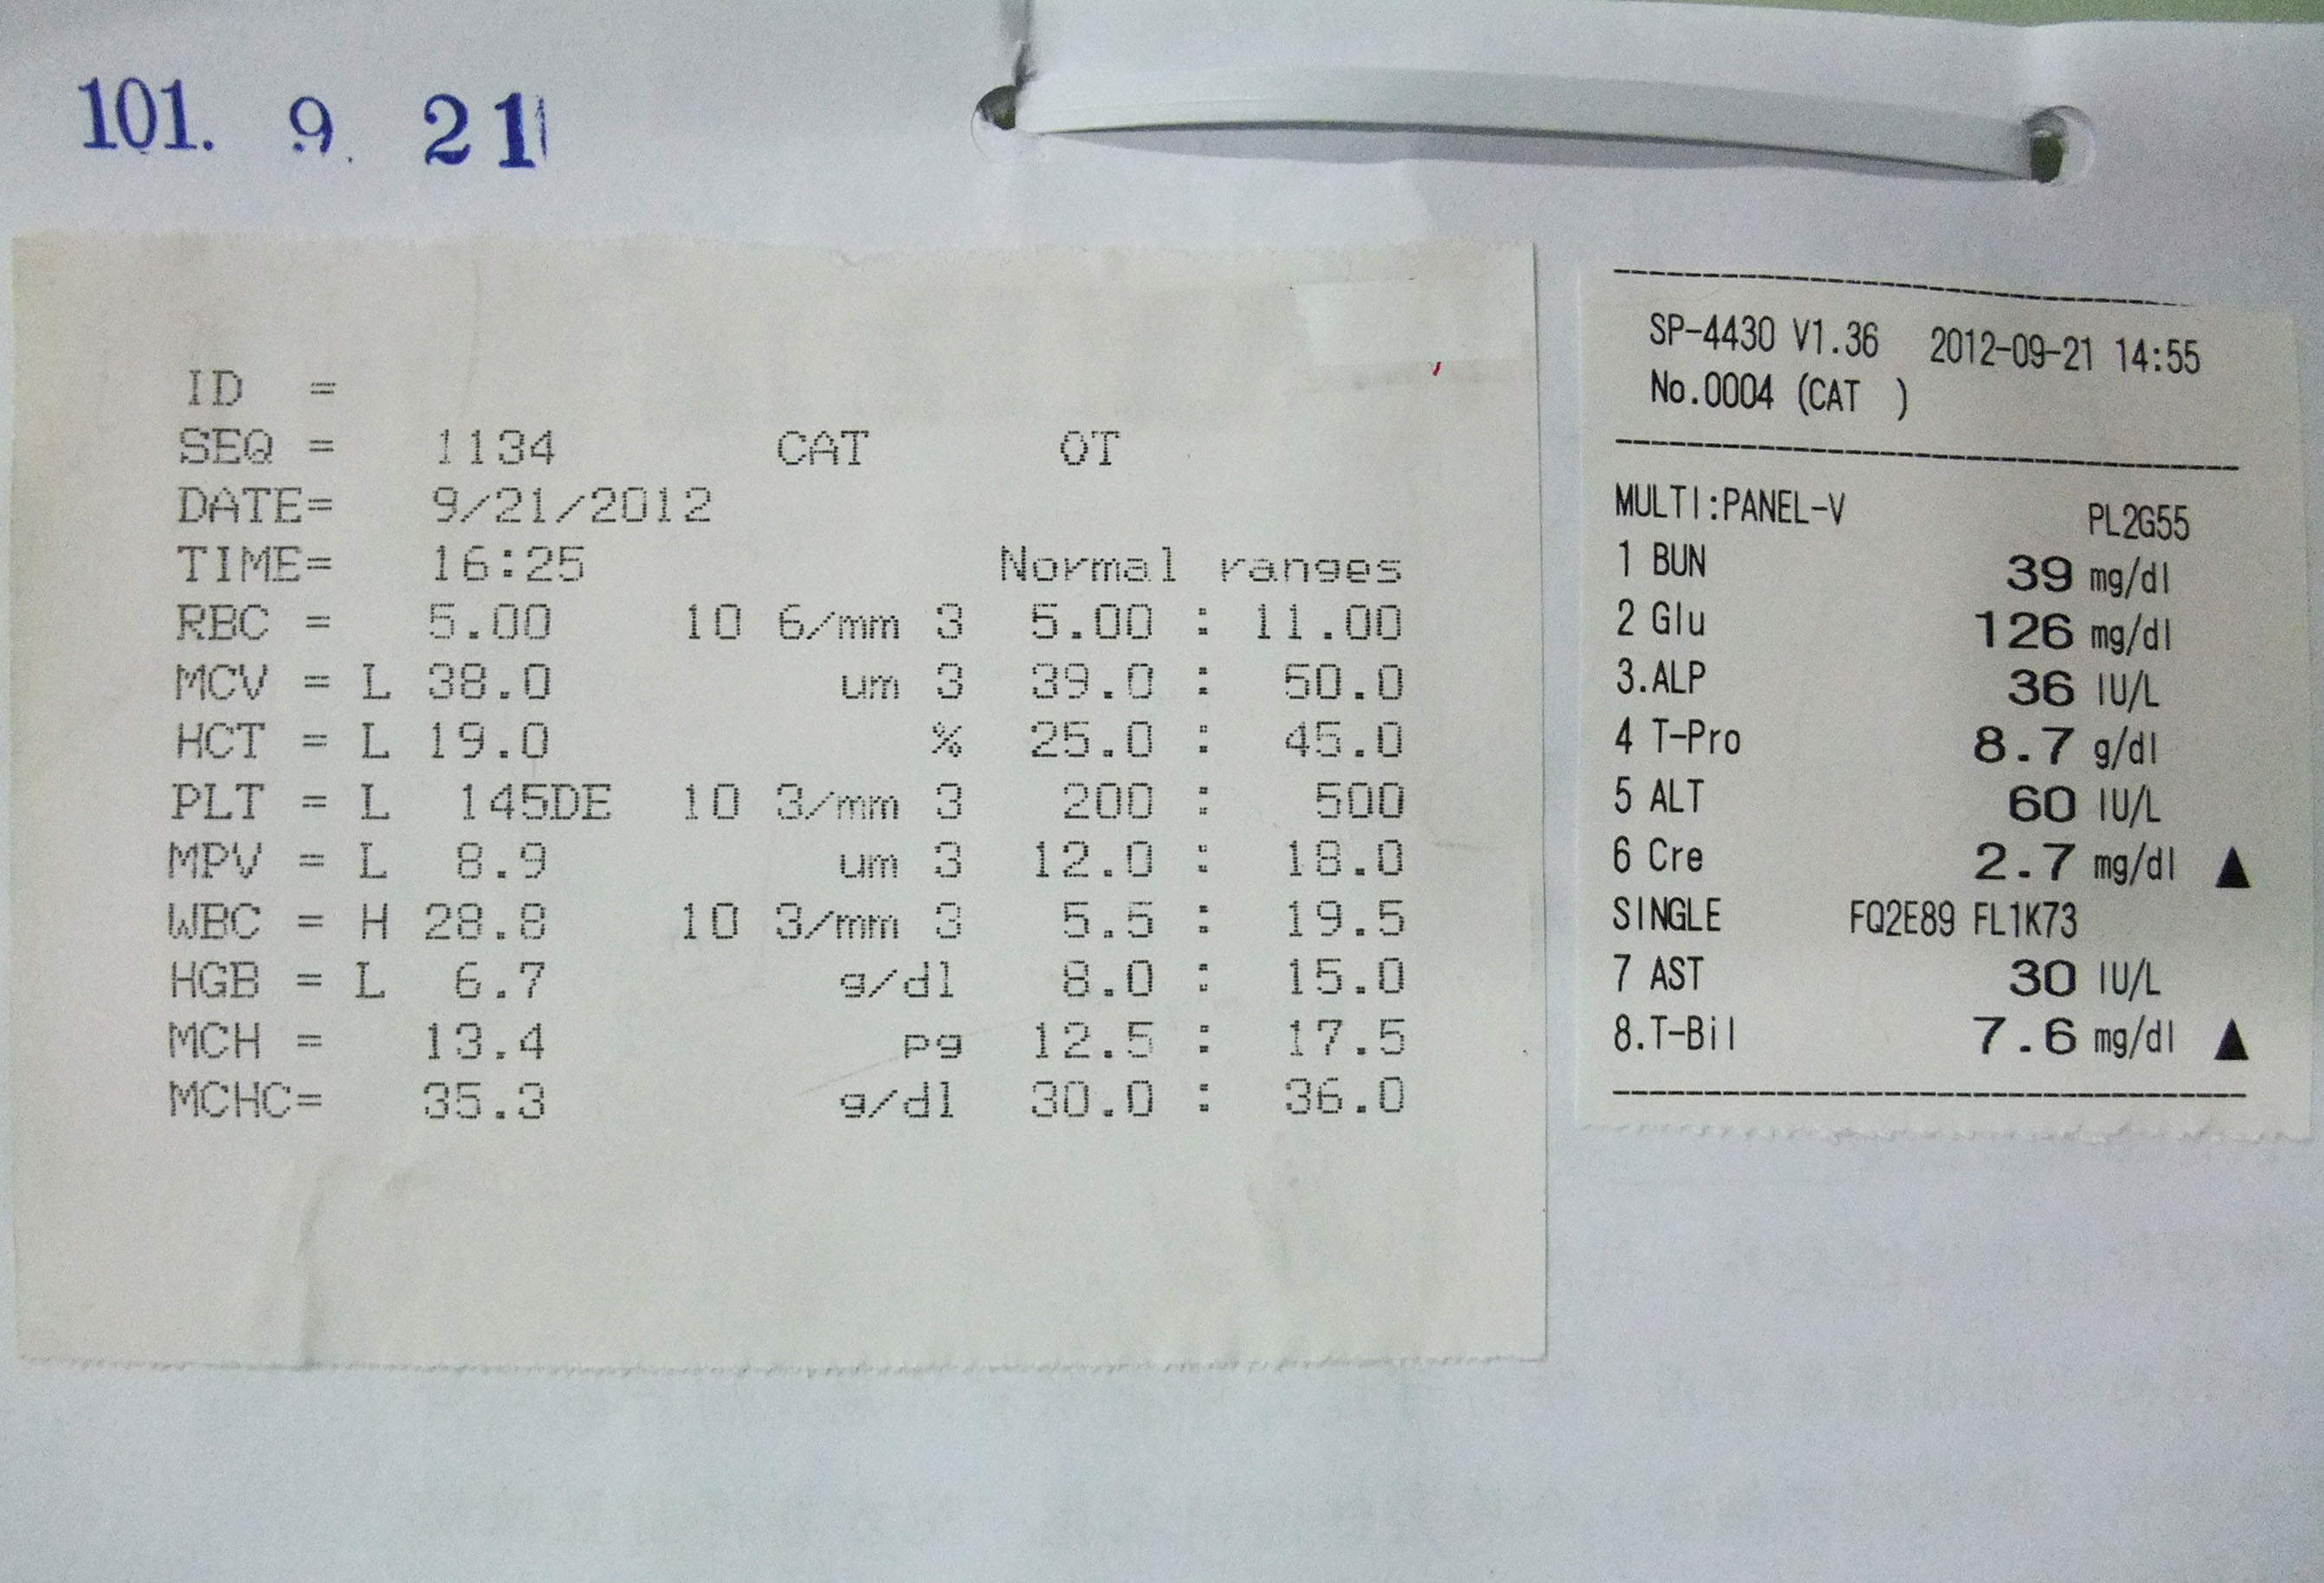 101. 9. 21
ID =
SEQ = 1134 CAT OT
DATE= 9/21/2012
TIME= 16:25 Normal ranges
RBC = 5.00 10 6/mm 3 5.00 : 11.00
MCV = L 38.0 um 3 39.0 : 50.0
HCT = L 19.0 % 25.0 : 45.0
PLT = L 145DE 10 3/mm 3 200 : 500
MPV = L 8.9 um 3 12.0 : 18.0
WBC = H 28.8 10 3/mm 3 5.5 : 19.5
HGB = L 6.7 g/dl 8.0 : 15.0
MCH = 13.4 pg 12.5 : 17.5
MCHC= 35.3 g/dl 30.0 : 36.0
SP-4430 V1.36 2012-09-21 14:55
No.0004 (CAT )
MULTI:PANEL-V PL2G55
1 BUN 39 mg/dl
2 Glu 126 mg/dl
3.ALP 36 IU/L
4 T-Pro 8.7 g/dl
5 ALT 60 IU/L
6 Cre 2.7 mg/dl ▲
SINGLE FQ2E89 FL1K73
7 AST 30 IU/L
8.T-Bil 7.6 mg/dl ▲